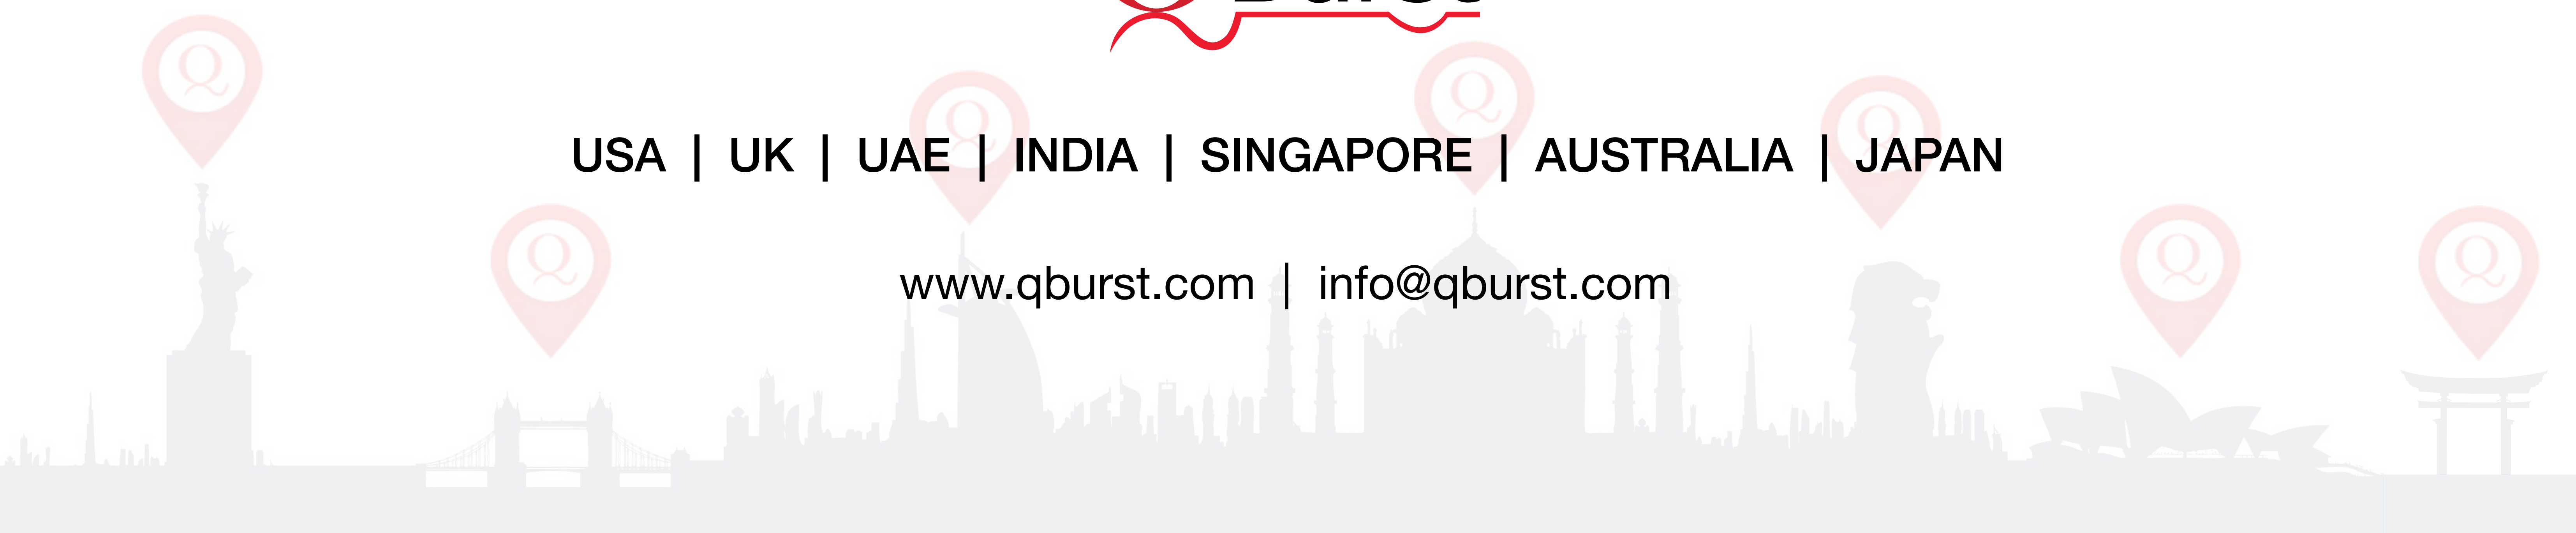 USA | UK | UAE | INDIA | SINGAPORE | AUSTRALIA | JAPAN
www.qburst.com | info@qburst.com
Q
Q
Q
Q
Q
Q
Q